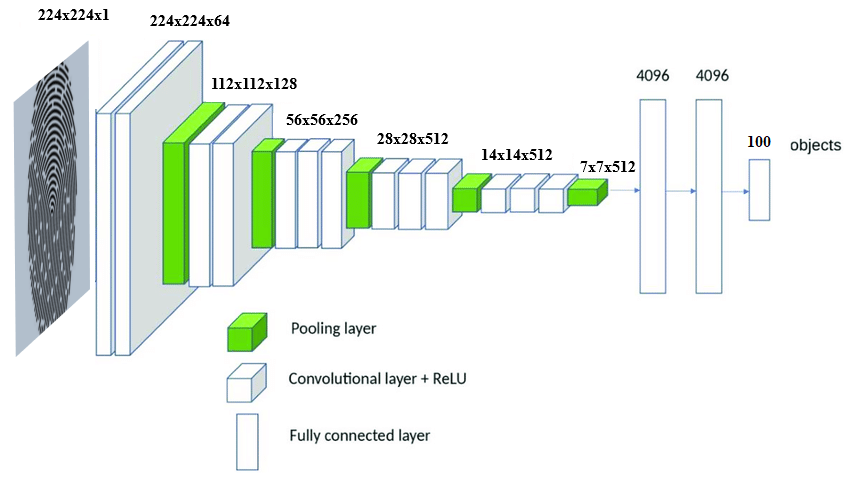 224x224x1
224x224x64
112x112x128
56x56x256
28x28x512
14x14x512
7x7x512
4096
4096
100
objects
Pooling layer
Convolutional layer + ReLU
Fully connected layer